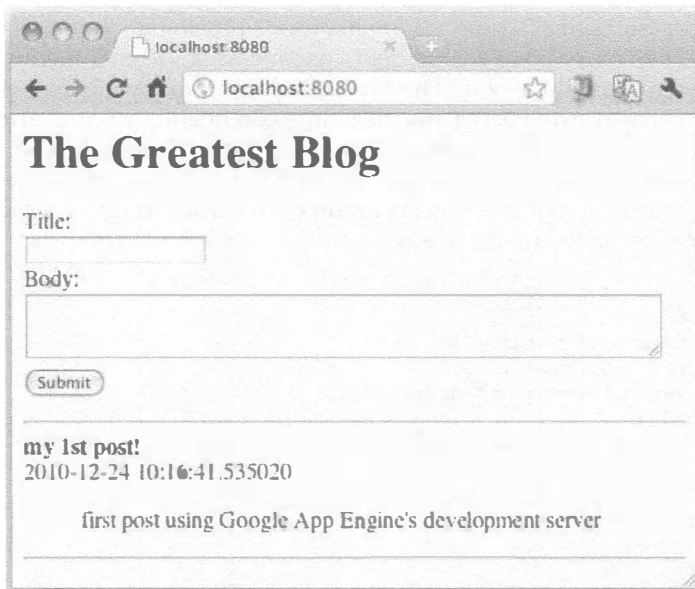 localhost:8080
localhost:8080
The Greatest Blog
Title:
Body:
Submit
my 1st post!
2010-12-24 10:16:41.535020
first post using Google App Engine's development server